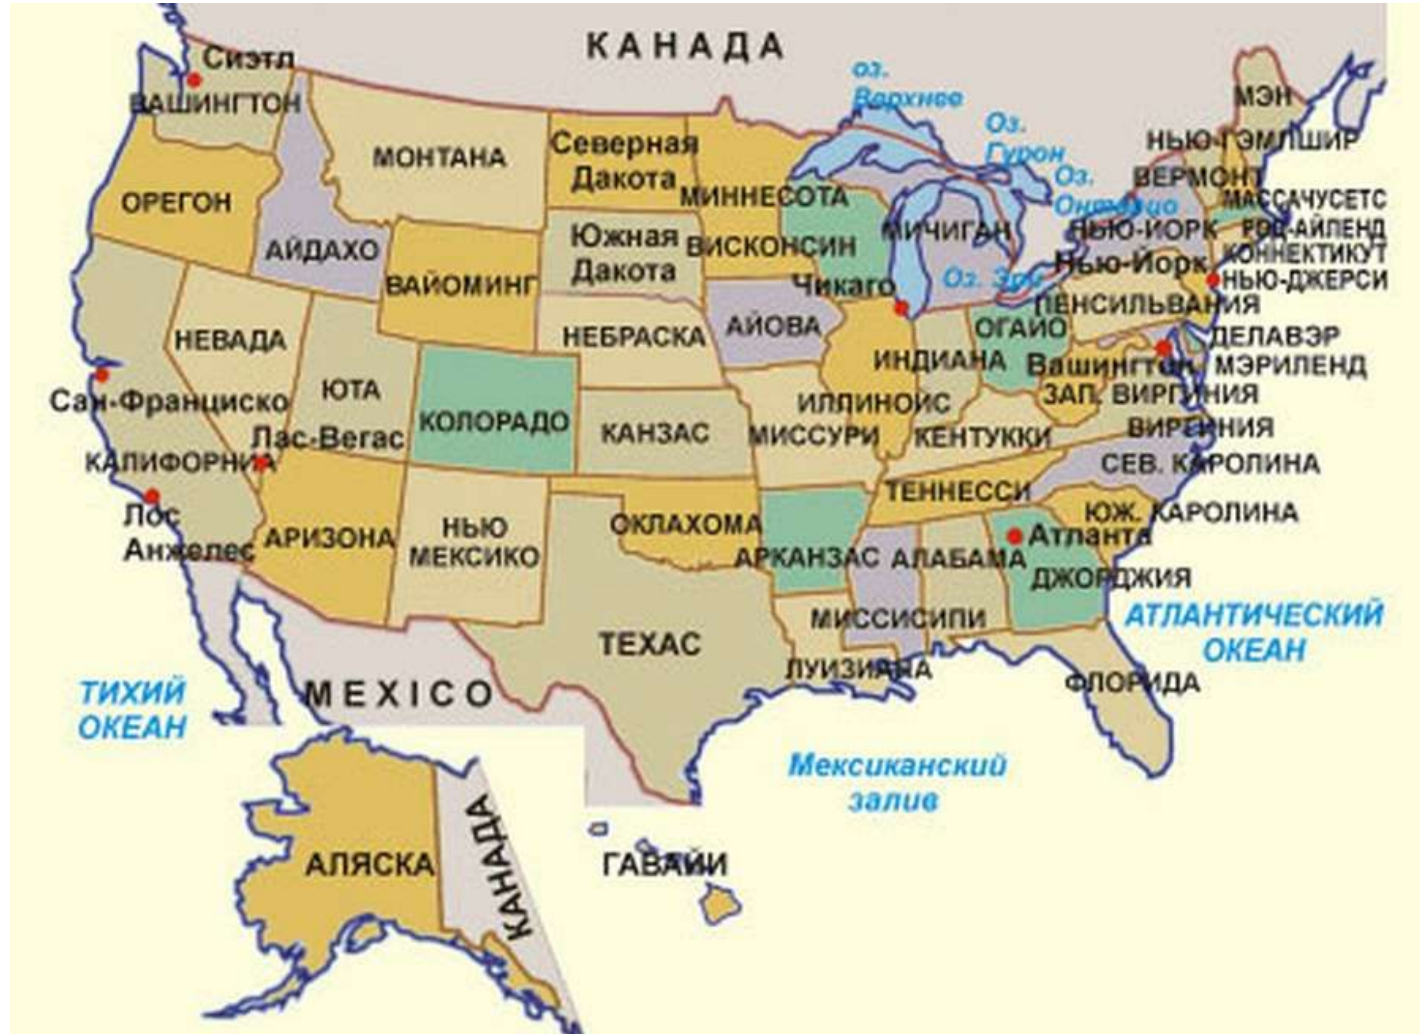 КАНАДА
Сиэтл
оз.
Верхнее
ВАШИНГТОН
МЭН
Оз.
Гурон
НЬЮ-ГЭМЛШИР
МОНТАНА
Северная
Дакота
Оз.
Онтарио
ВЕРМОНТ
МИННЕСОТА
МАССАЧУСЕТС
ОРЕГОН
НЬЮ-ЙОРК
РОД-АЙЛЕНД
МИЧИГАН
Южная
Дакота
ВИСКОНСИН
АЙДАХО
КОННЕКТИКУТ
Нью-Йорк
НЬЮ-ДЖЕРСИ
ВАЙОМИНГ
Чикаго
Оз. Эри
ПЕНСИЛЬВАНИЯ
АЙОВА
ОГАЙО
НЕБРАСКА
НЕВАДА
ДЕЛАВЭР
ИНДИАНА
Вашингтон
МЭРИЛЕНД
ЮТА
ЗАП. ВИРГИНИЯ
Сан-Франциско
ИЛЛИНОЙС
КОЛОРАДО
КАНЗАС
МИССУРИ
КЕНТУККИ
ВИРГИНИЯ
Лас-Вегас
КАЛИФОРНИЯ
СЕВ. КАРОЛИНА
ТЕННЕССИ
Лос
Анжелес
ЮЖ. КАРОЛИНА
ОКЛАХОМА
АРИЗОНА
НЬЮ
МЕКСИКО
Атланта
АРКАНЗАС
АЛАБАМА
ДЖОРДЖИЯ
МИССИСИПИ
АТЛАНТИЧЕСКИЙ
ОКЕАН
ТЕХАС
ЛУИЗИАНА
ФЛОРИДА
MEXICO
ТИХИЙ
ОКЕАН
Мексиканский
залив
АЛЯСКА
КАНАДА
ГАВАЙИ